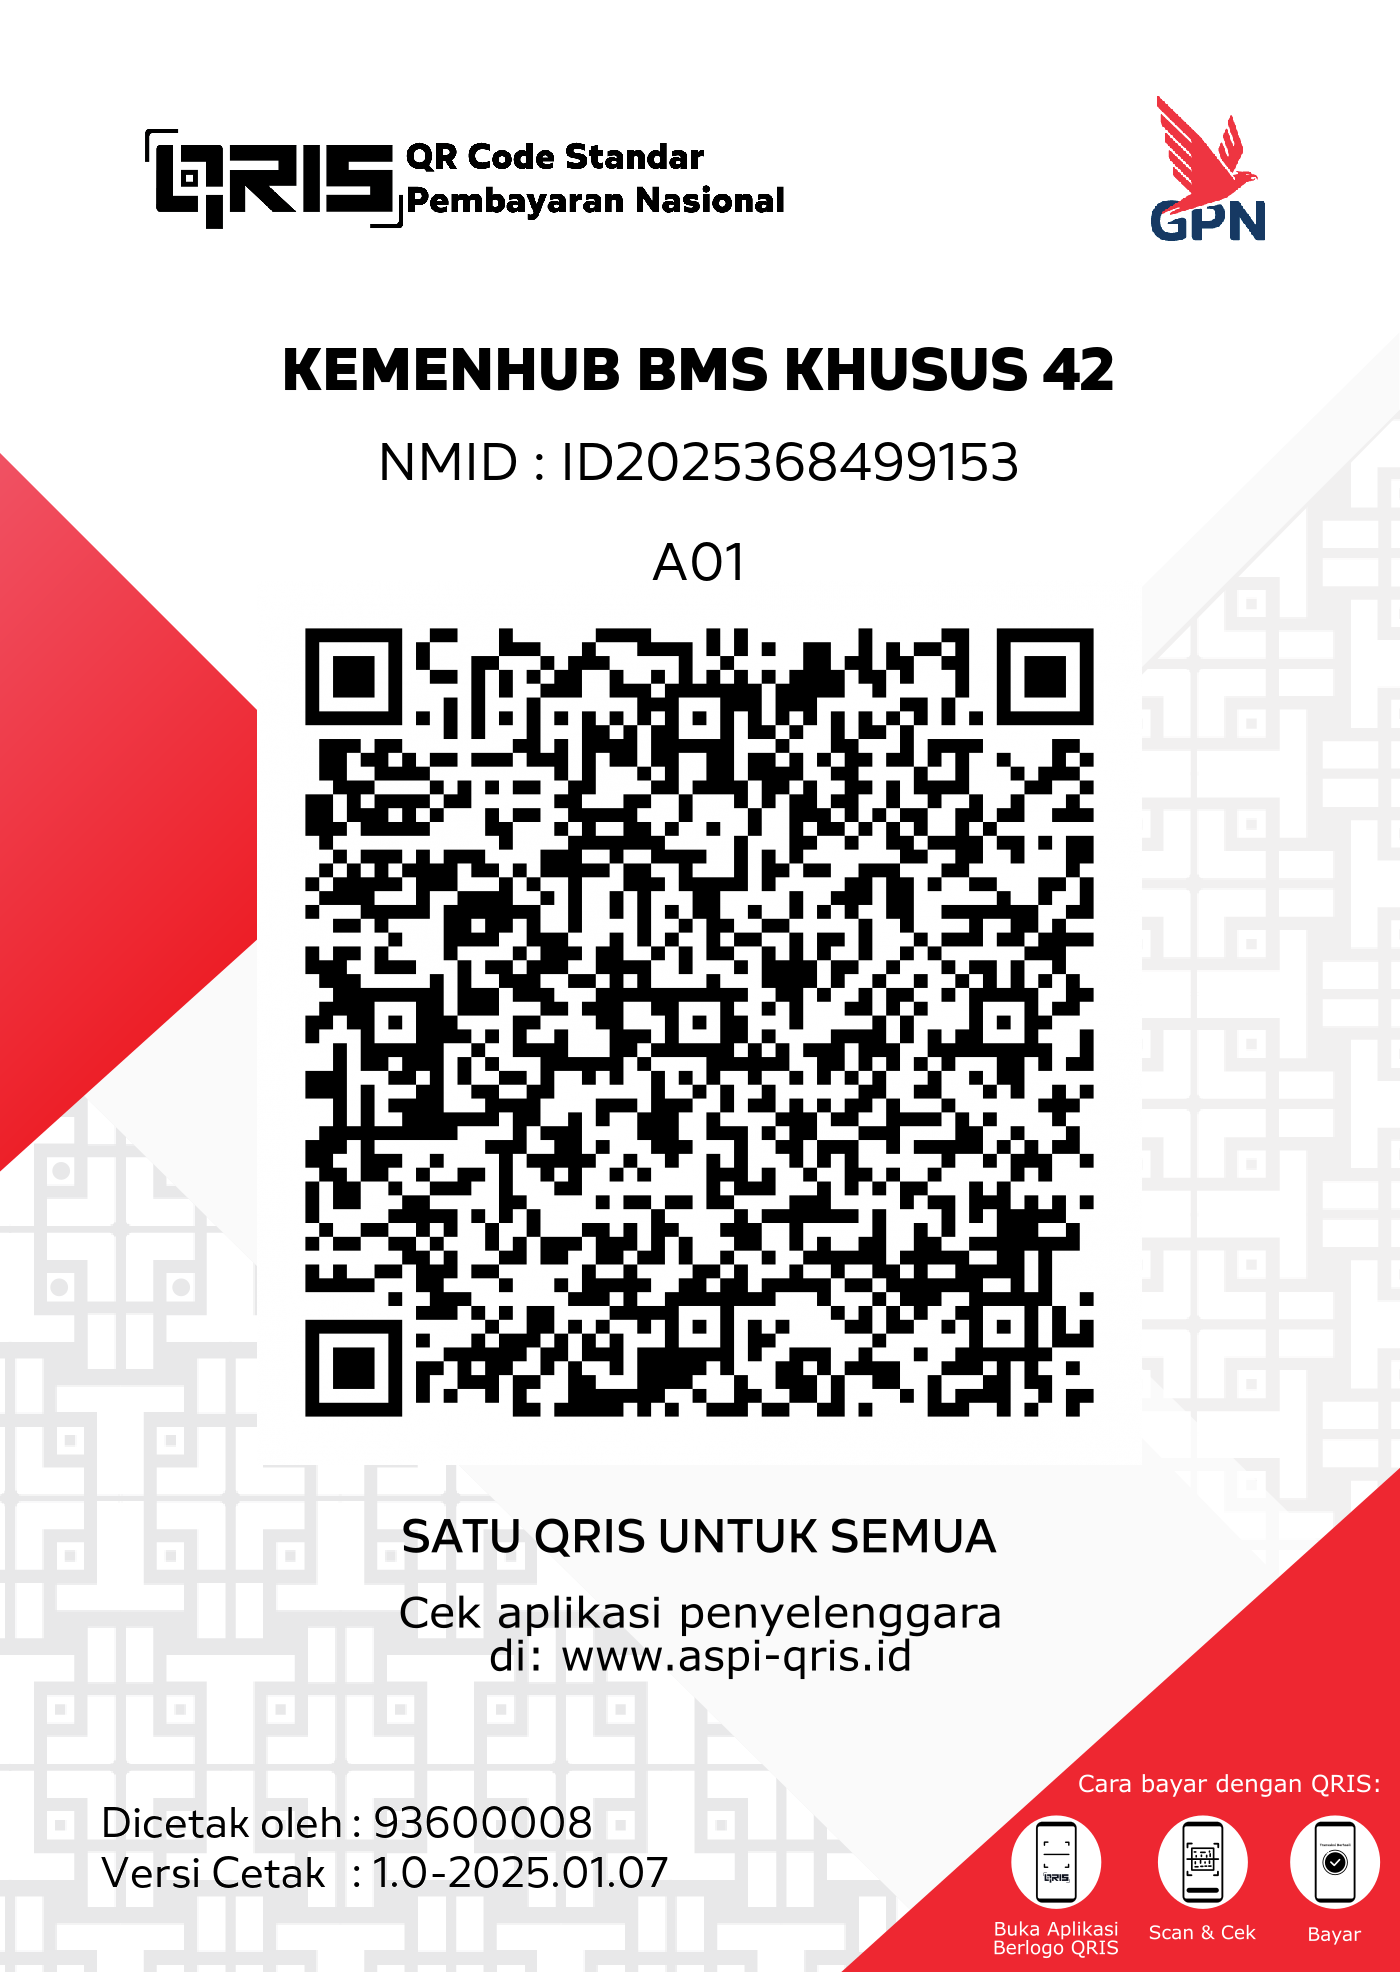 QRIS QR Code Standar
Pembayaran Nasional
GPN
KEMENHUB BMS KHUSUS 42
NMID : ID2025368499153
A01
SATU QRIS UNTUK SEMUA
Cek aplikasi penyelenggara
di: www.aspi-qris.id
Dicetak oleh : 93600008
Versi Cetak : 1.0-2025.01.07
Cara bayar dengan QRIS:
QRIS
Buka Aplikasi
Berlogo QRIS
Scan & Cek
Bayar